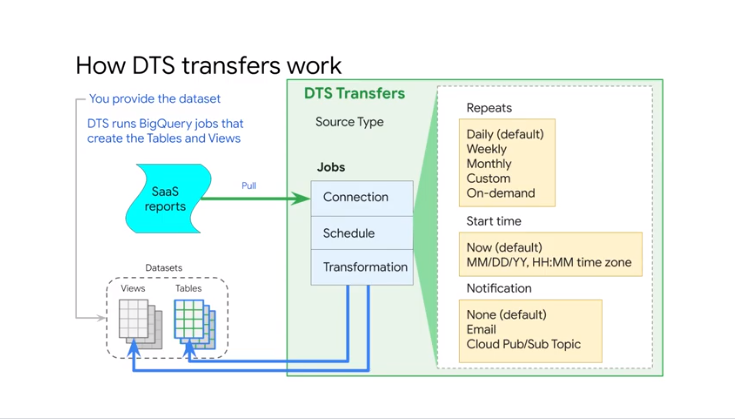 How DTS transfers work
You provide the dataset
DTS runs BigQuery jobs that
create the Tables and Views
SaaS
reports
Pull
Datasets
Views
Tables
DTS Transfers
Source Type
Jobs
Connection
Schedule
Transformation
Repeats
Daily (default)
Weekly
Monthly
Custom
On-demand
Start time
Now (default)
MM/DD/YY, HH:MM time zone
Notification
None (default)
Email
Cloud Pub/Sub Topic